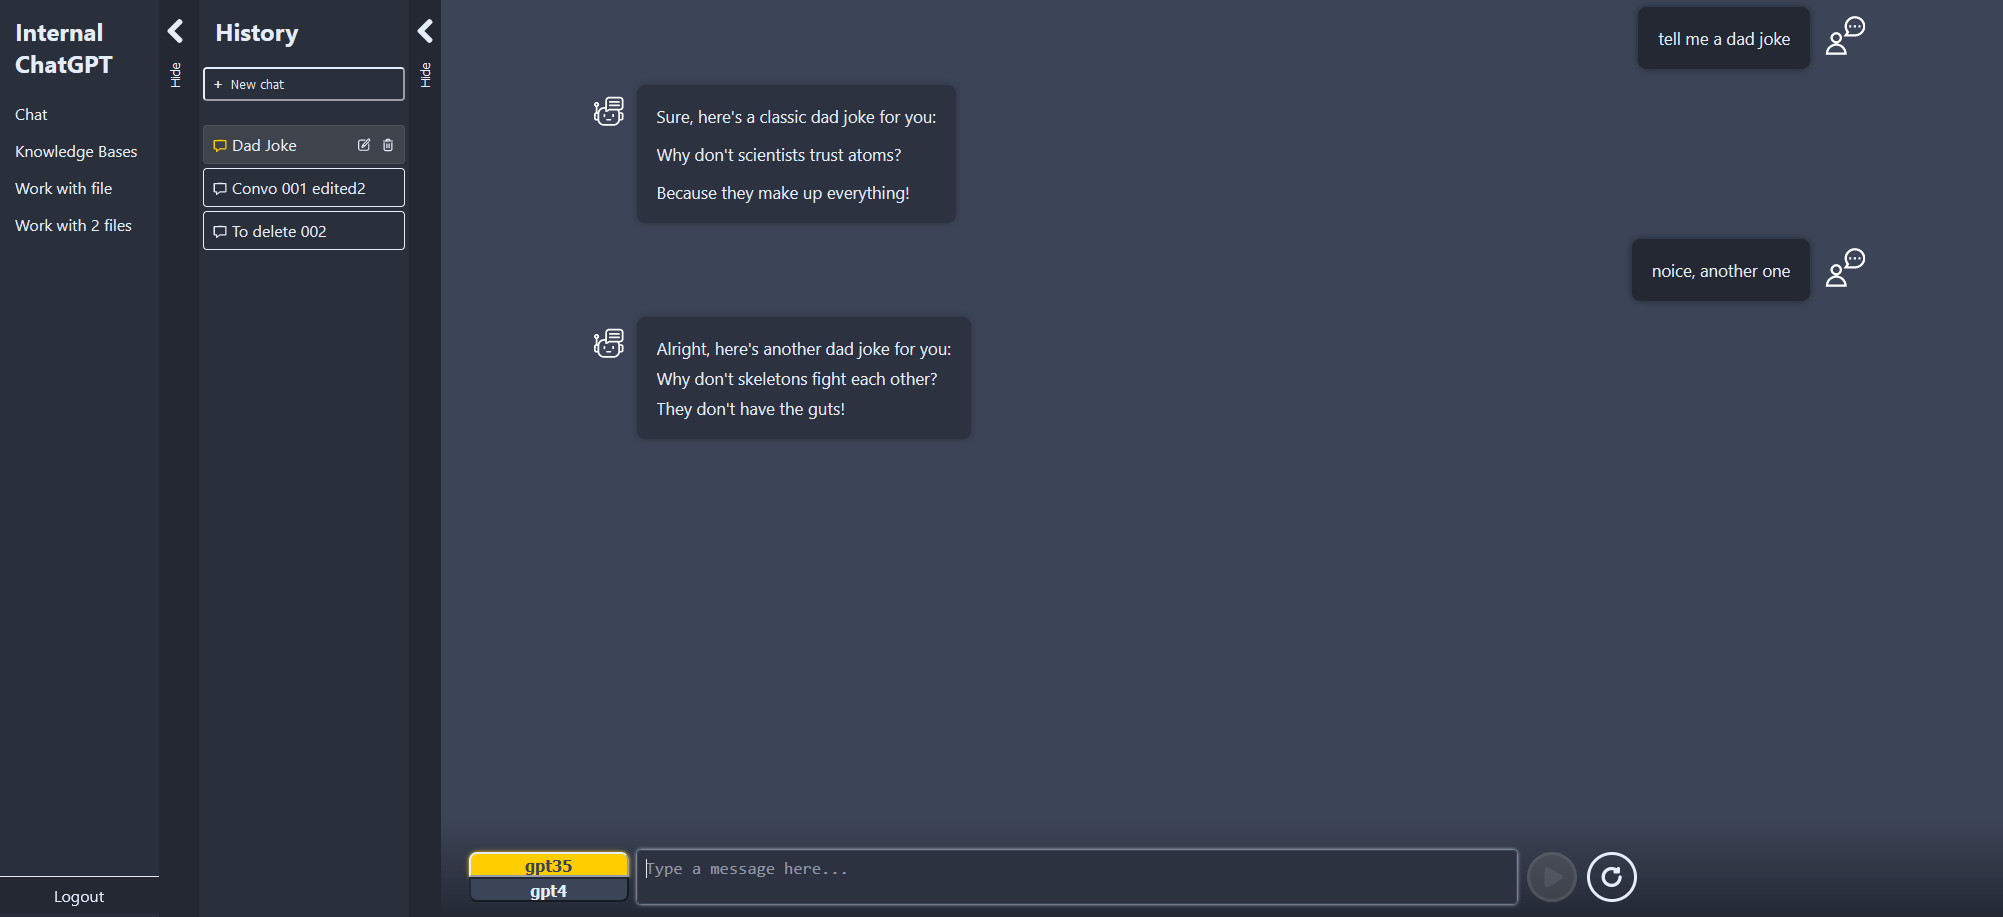 Internal
ChatGPT
Chat
Knowledge Bases
Work with file
Work with 2 files
Logout
Hide
History
+ New chat
Dad Joke
Convo 001 edited2
To delete 002
Hide
tell me a dad joke
Sure, here's a classic dad joke for you:
Why don't scientists trust atoms?
Because they make up everything!
noice, another one
Alright, here's another dad joke for you:
Why don't skeletons fight each other?
They don't have the guts!
gpt35
gpt4
Type a message here...